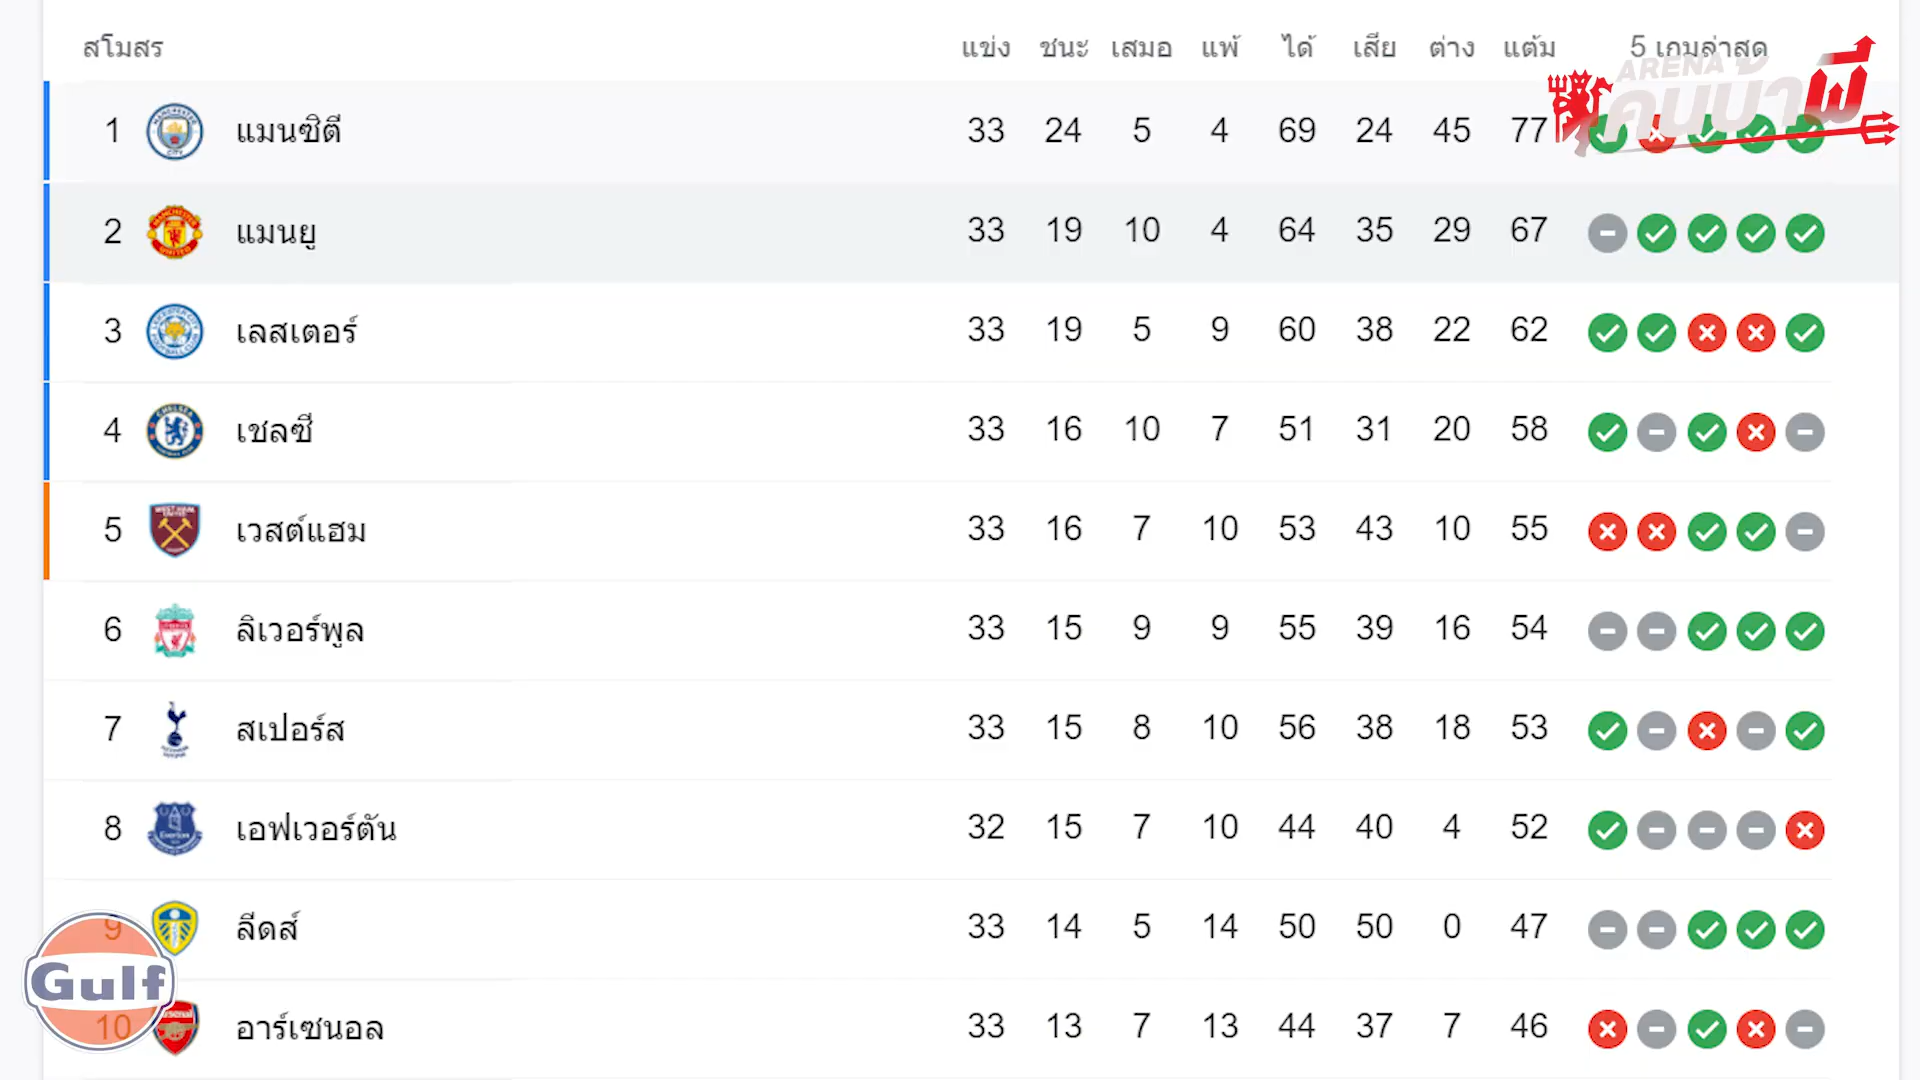 สโมสร แข่ง ชนะ เสมอ แพ้ ได้ เสีย ต่าง แต้ม 5 เกมล่าสุด
ARENA
คนบ้าผี
1 แมนซิตี 33 24 5 4 69 24 45 77
2 แมนยู 33 19 10 4 64 35 29 67
3 เลสเตอร์ 33 19 5 9 60 38 22 62
4 เชลซี 33 16 10 7 51 31 20 58
5 เวสต์แฮม 33 16 7 10 53 43 10 55
6 ลิเวอร์พูล 33 15 9 9 55 39 16 54
7 สเปอร์ส 33 15 8 10 56 38 18 53
8 เอฟเวอร์ตัน 32 15 7 10 44 40 4 52
9 ลีดส์ 33 14 5 14 50 50 0 47
Gulf
10 อาร์เซนอล 33 13 7 13 44 37 7 46